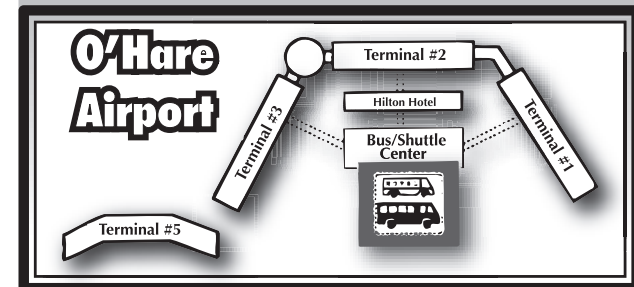 O'Hare
Airport
Terminal #2
Hilton Hotel
Terminal #3
Bus/Shuttle
Center
Terminal #1
Terminal #5